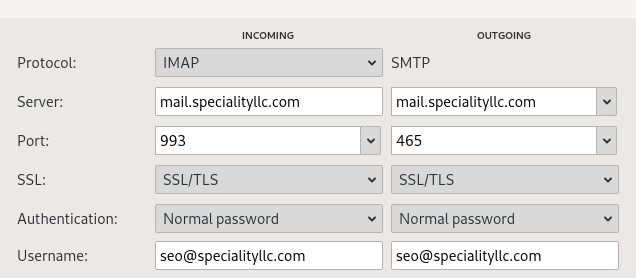 INCOMING OUTGOING
Protocol: IMAP SMTP
Server: mail.specialityllc.com mail.specialityllc.com
Port: 993 465
SSL: SSL/TLS SSL/TLS
Authentication: Normal password Normal password
Username: seo@specialityllc.com seo@specialityllc.com